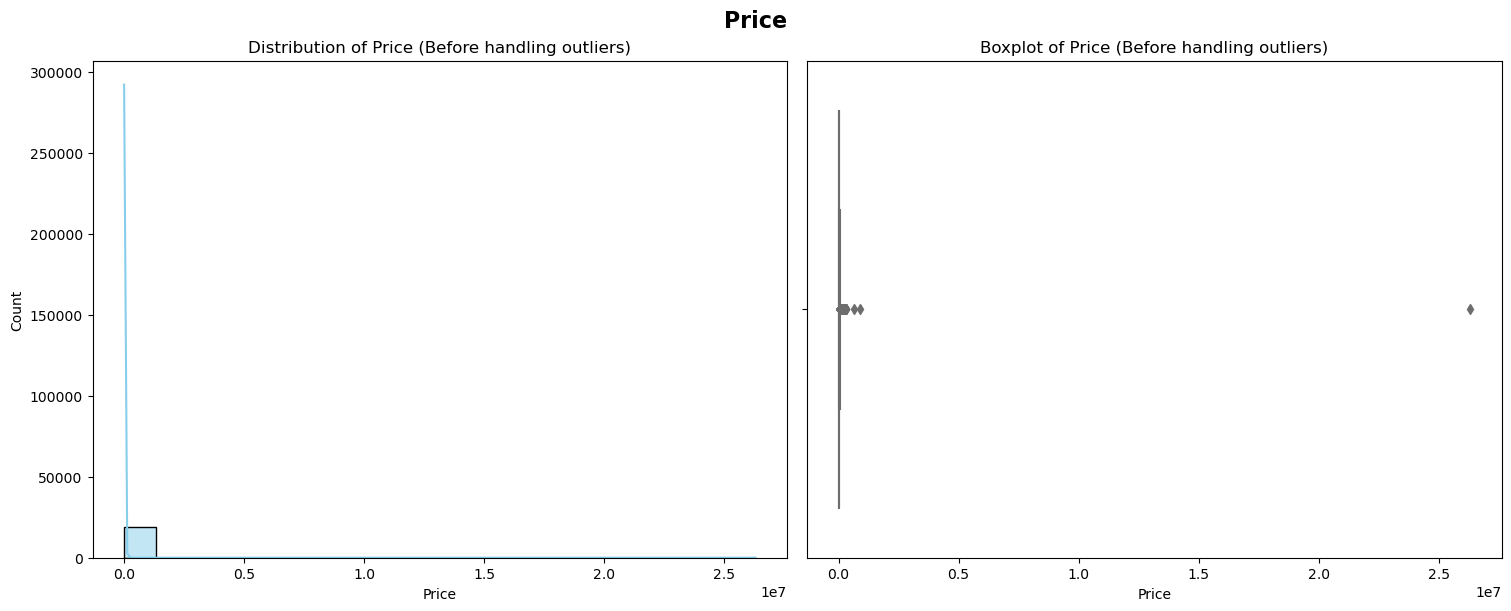 Price
Distribution of Price (Before handling outliers)
300000
250000
200000
150000
100000
50000
0
Count
0.0 0.5 1.0 1.5 2.0 2.5
1e7
Price
Boxplot of Price (Before handling outliers)
0.0 0.5 1.0 1.5 2.0 2.5
1e7
Price